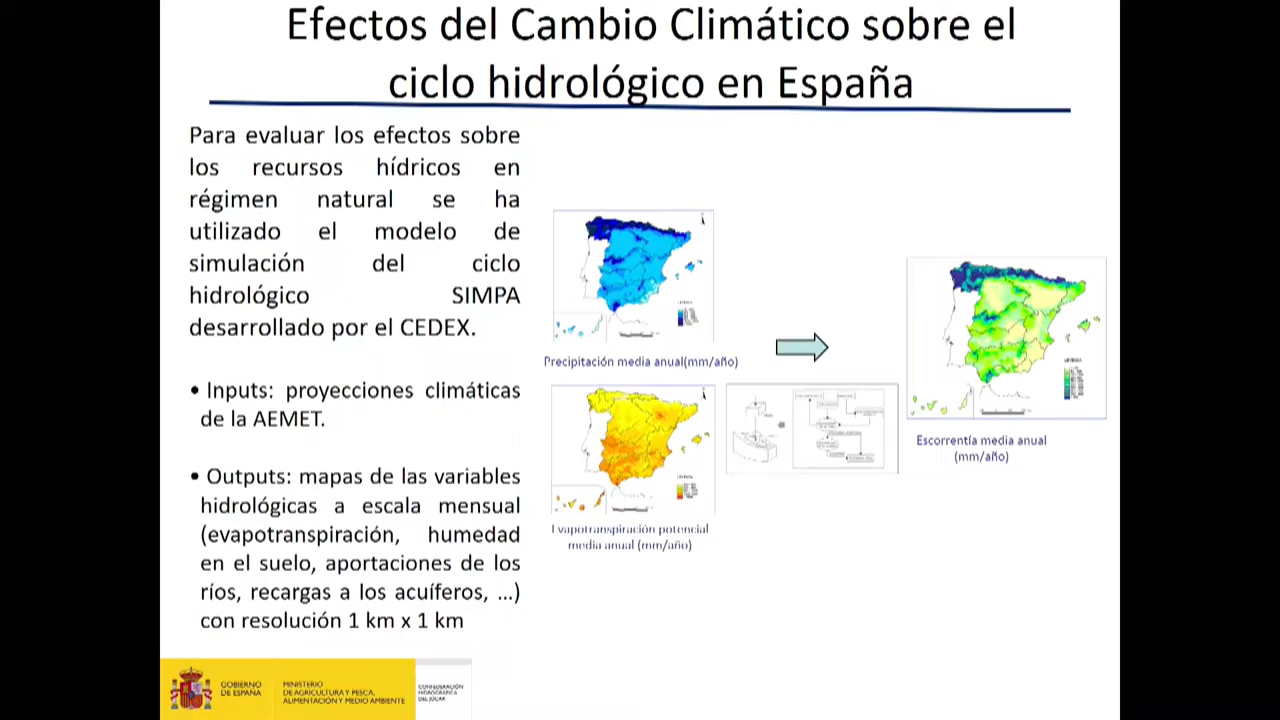 Efectos del Cambio Climático sobre el
ciclo hidrológico en España
Para evaluar los efectos sobre
los recursos hídricos en
régimen natural se ha
utilizado el modelo de
simulación del ciclo
hidrológico SIMPA
desarrollado por el CEDEX.
• Inputs: proyecciones climáticas
de la AEMET.
• Outputs: mapas de las variables
hidrológicas a escala mensual
(evapotranspiración, humedad
en el suelo, aportaciones de los
ríos, recargas a los acuíferos, ...)
con resolución 1 km x 1 km
Precipitación media anual(mm/año)
Evapotranspiración potencial
media anual (mm/año)
Escorrentía media anual
(mm/año)
GOBIERNO
DE ESPAÑA
MINISTERIO
DE AGRICULTURA Y PESCA,
ALIMENTACIÓN Y MEDIO AMBIENTE
CONFEDERACIÓN
HIDROGRÁFICA
DEL JÚCAR